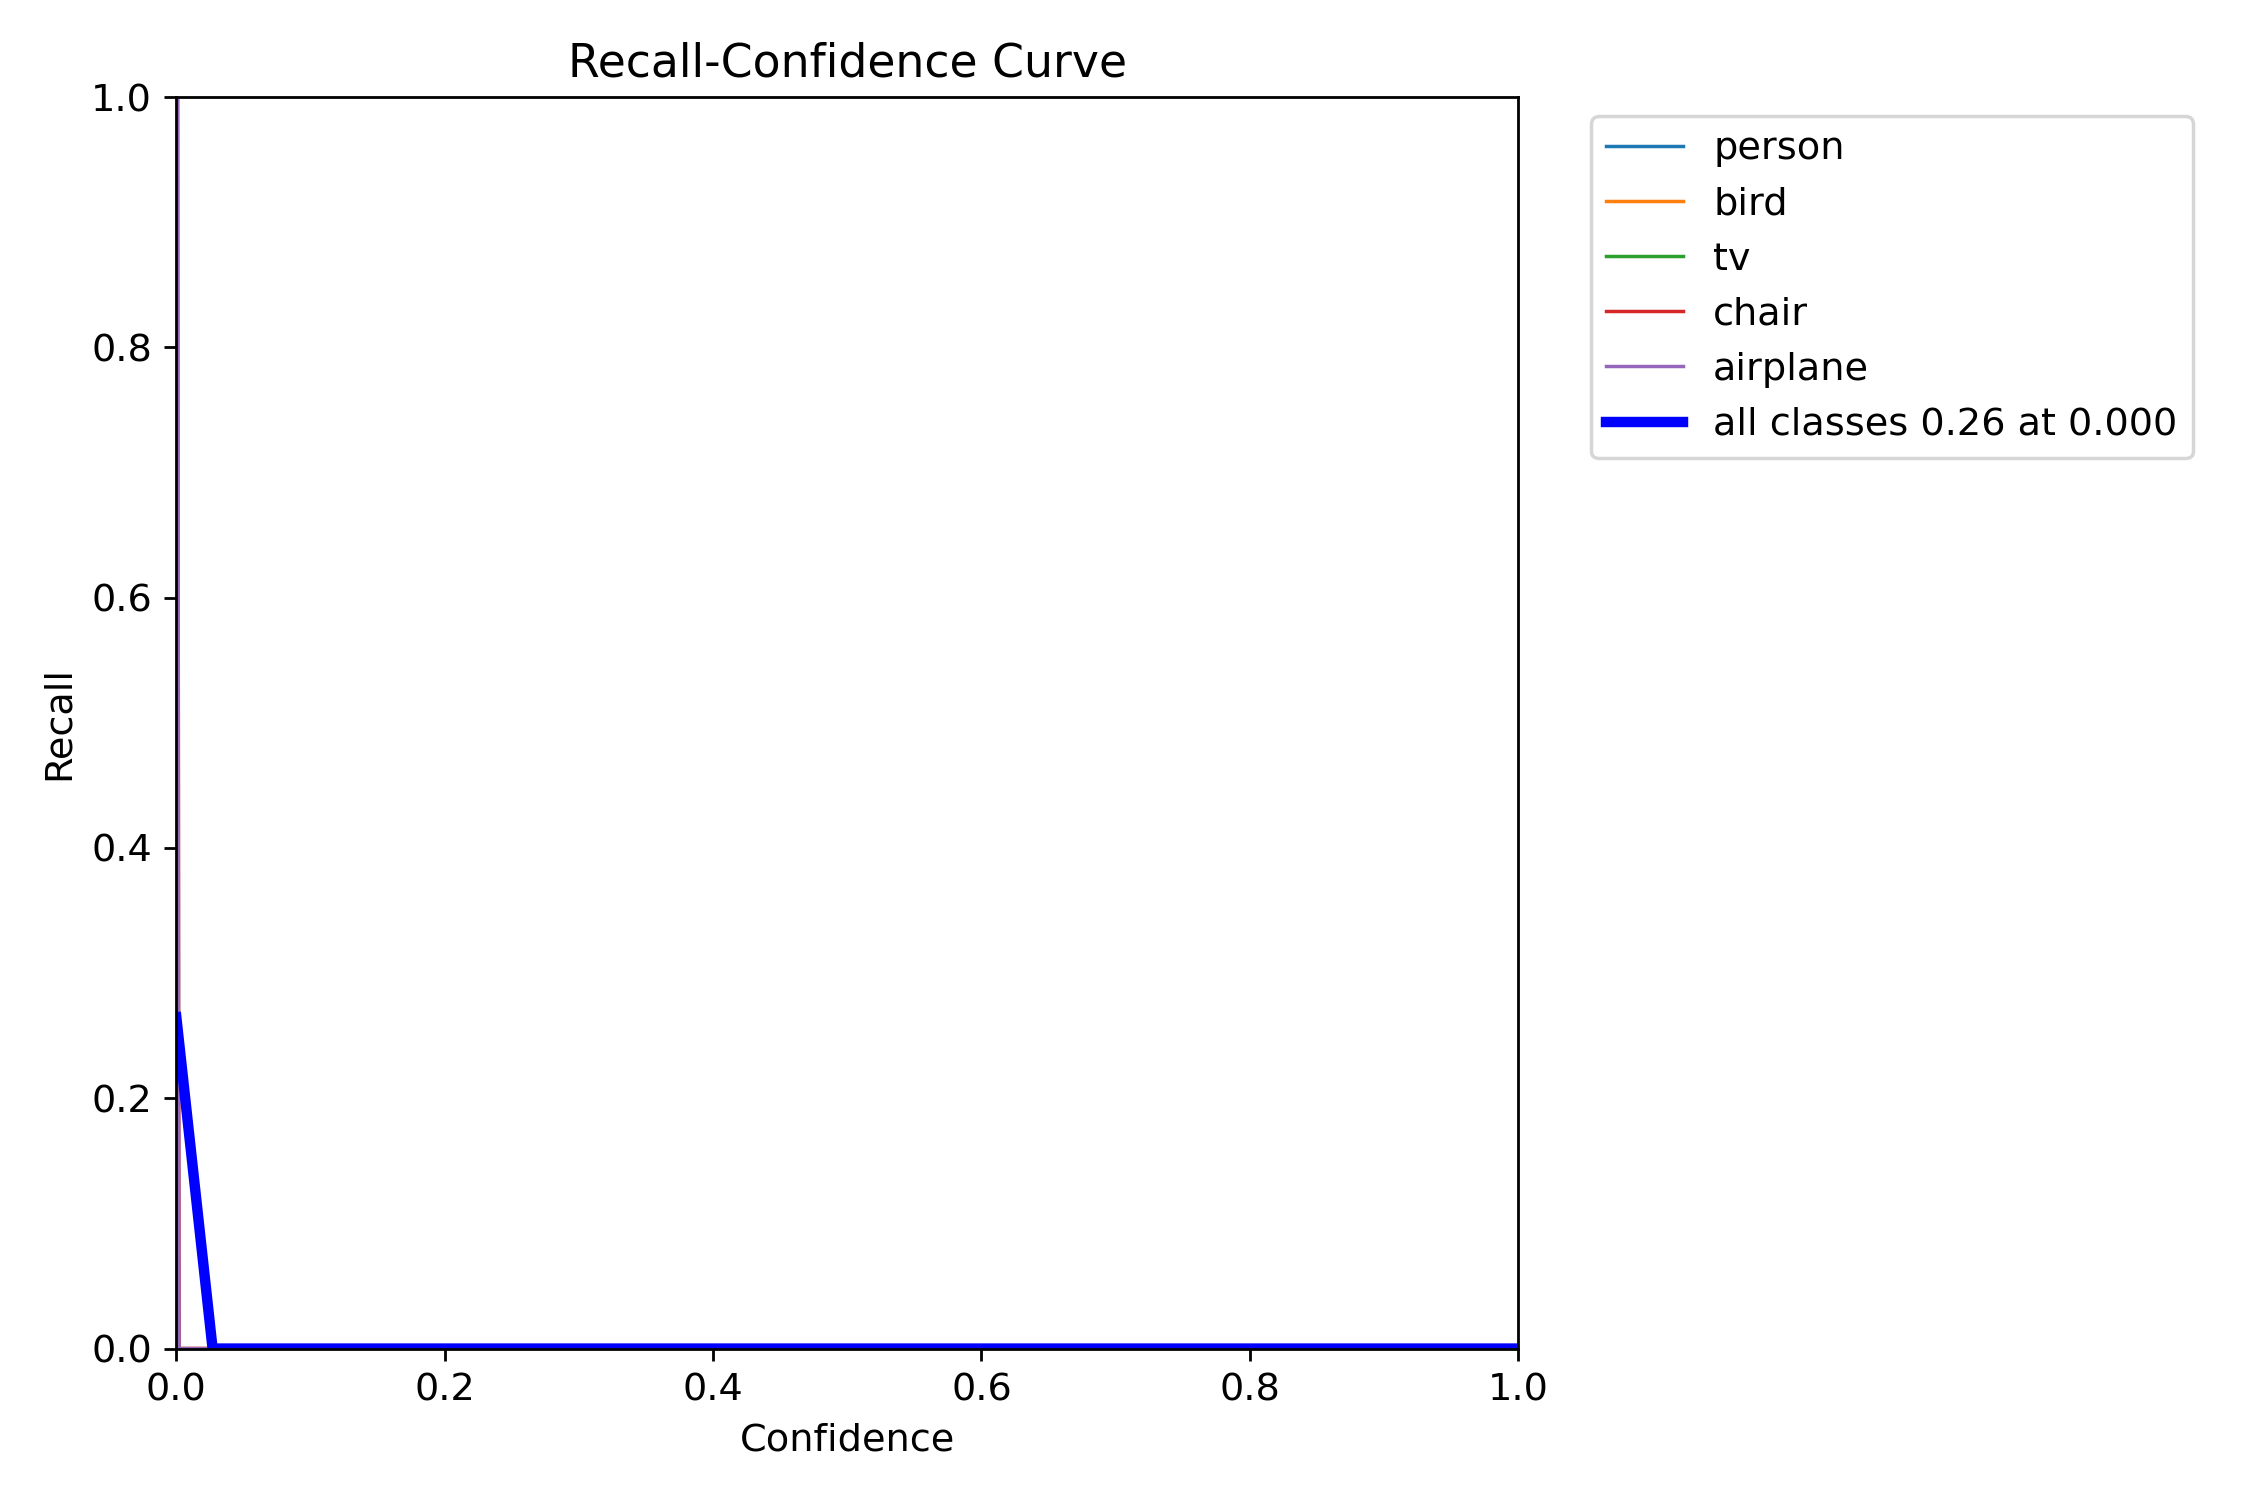 Recall-Confidence Curve
1.0
0.8
0.6
0.4
0.2
0.0
Recall
0.0 0.2 0.4 0.6 0.8 1.0
Confidence
person
bird
tv
chair
airplane
all classes 0.26 at 0.000